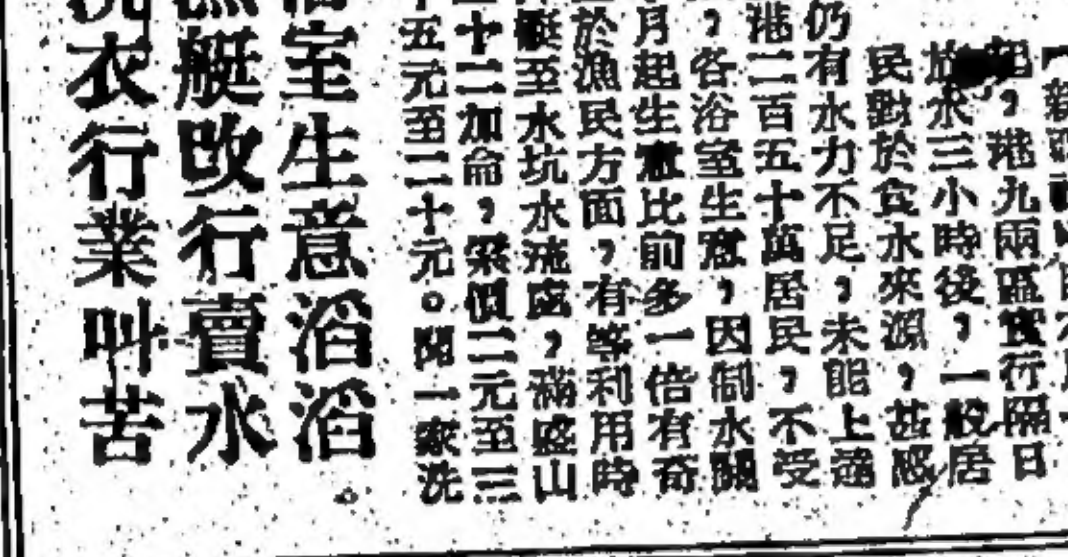 起，港九兩區實行隔日
放水三小時後，一般居
民對於食水來源，甚感
仍有水力不足，未能上達
港二百五十萬居民，不受
，各浴室生意，因制水關
月起生意比前多一倍有奇
於漁民方面，有等利用時
艇至水坑水流處，滿盛山
十二加侖，索價二元至三
五元至二十元。聞一家洗
室生意滔滔。
艇改行賣水
衣行業叫苦